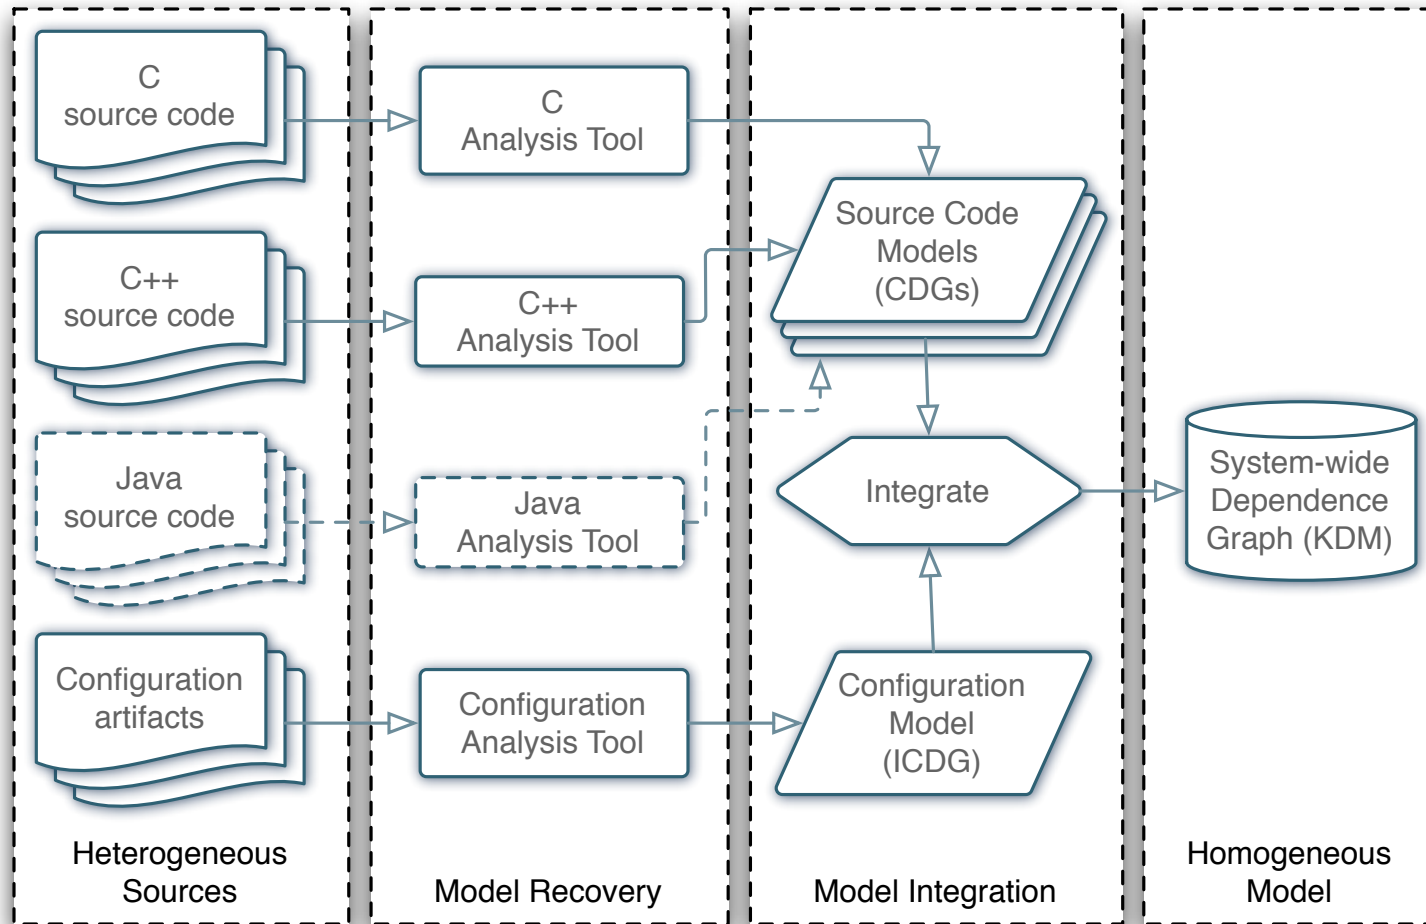 C
source code
C
Analysis Tool
Source Code
Models
(CDGs)
C++
source code
C++
Analysis Tool
Java
source code
Java
Analysis Tool
Integrate
System-wide
Dependence
Graph (KDM)
Configuration
artifacts
Configuration
Analysis Tool
Configuration
Model
(ICDG)
Heterogeneous
Sources
Model Recovery
Model Integration
Homogeneous
Model